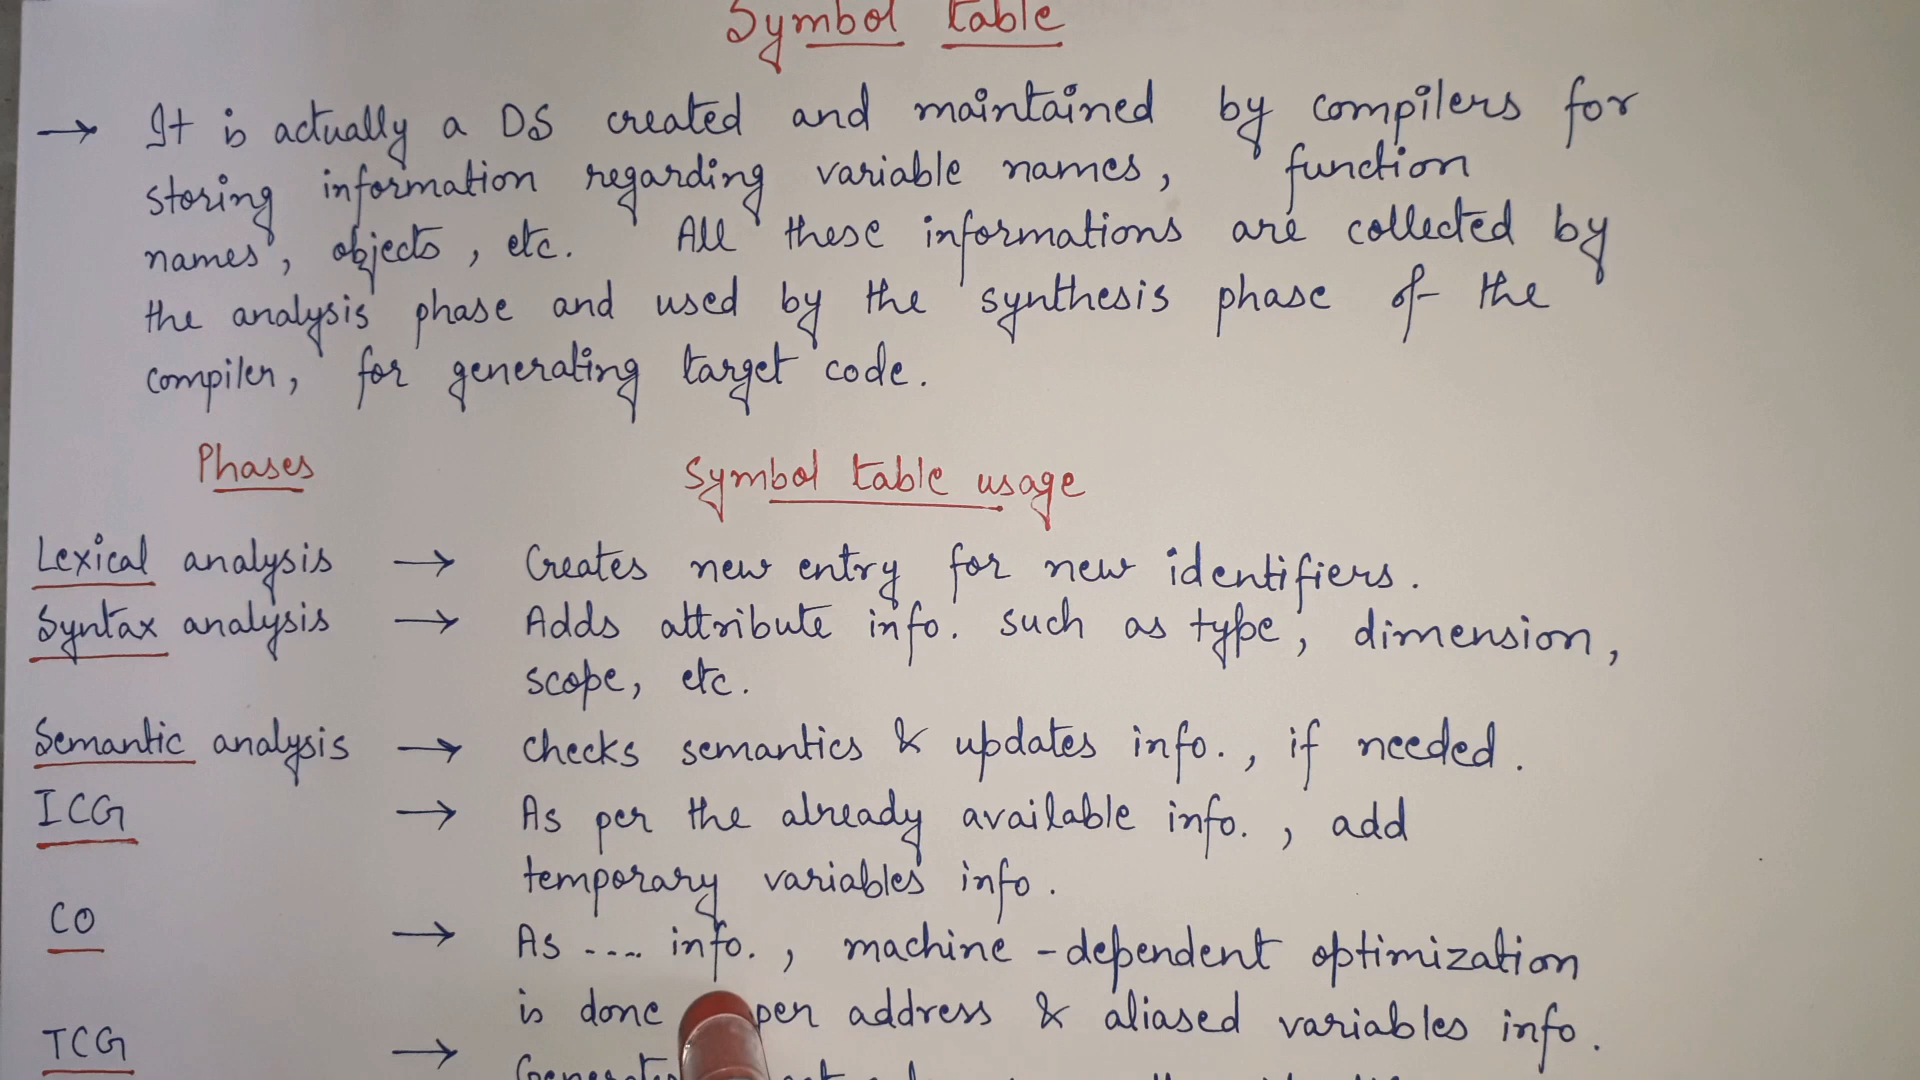 Symbol table
→ It is actually a DS created and maintained by compilers for
storing information regarding variable names, function
names, objects, etc. All these informations are collected by
the analysis phase and used by the synthesis phase of the
compiler, for generating target code.
Phases Symbol table usage
Lexical analysis → Creates new entry for new identifiers.
Syntax analysis → Adds attribute info. such as type, dimension,
scope, etc.
Semantic analysis → checks semantics & updates info., if needed.
ICG → As per the already available info., add
temporary variables info.
CO → As .... info., machine-dependent optimization
is done per address & aliased variables info.
TCG →